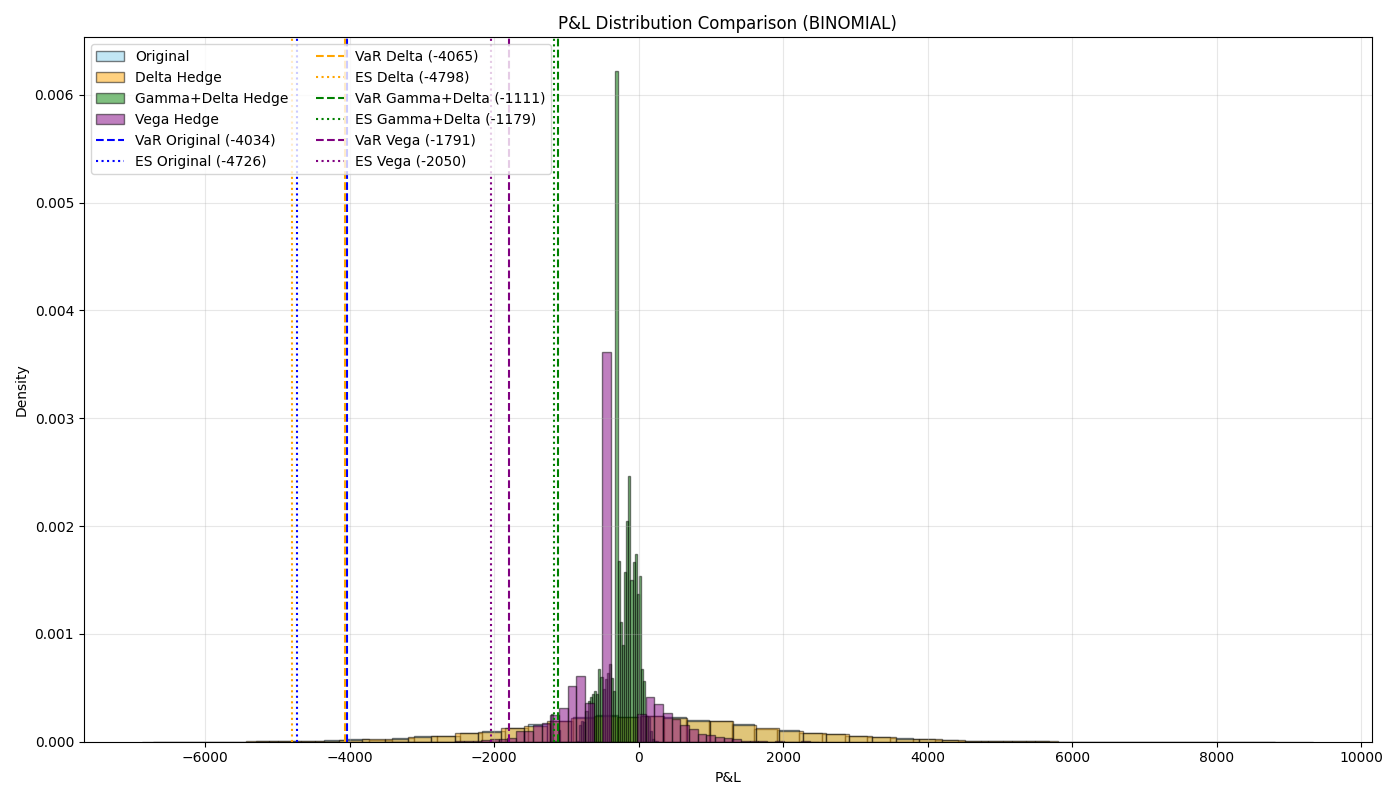 P&L Distribution Comparison (BINOMIAL)
Original
Delta Hedge
Gamma+Delta Hedge
Vega Hedge
VaR Original (-4034)
ES Original (-4726)
VaR Delta (-4065)
ES Delta (-4798)
VaR Gamma+Delta (-1111)
ES Gamma+Delta (-1179)
VaR Vega (-1791)
ES Vega (-2050)
Density
0.006
0.005
0.004
0.003
0.002
0.001
0.000
−6000
−4000
−2000
0
2000
4000
6000
8000
10000
P&L